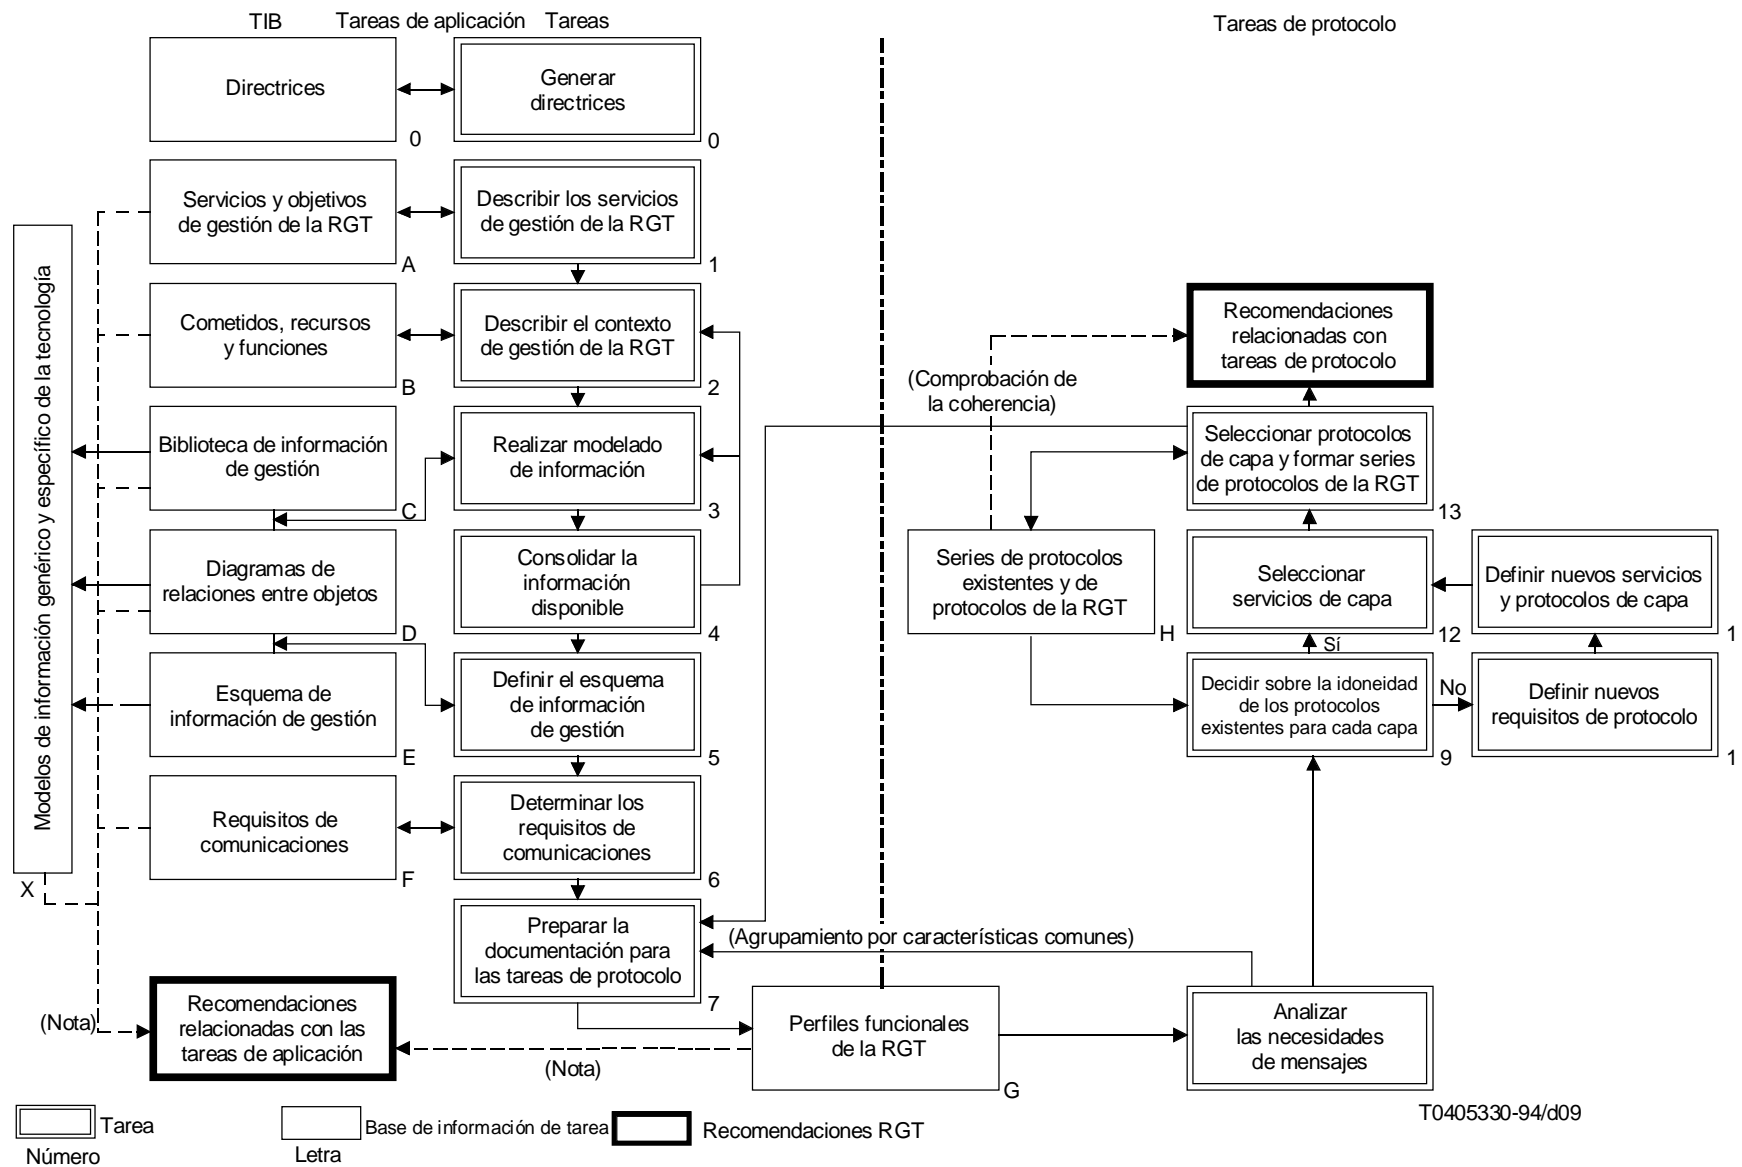 TIB
Tareas de aplicación
Tareas
Tareas de protocolo
Directrices
0
Generar
directrices
0
Servicios y objetivos
de gestión de la RGT
A
Describir los servicios
de gestión de la RGT
1
Cometidos, recursos
y funciones
B
Describir el contexto
de gestión de la RGT
2
Biblioteca de información
de gestión
C
Realizar modelado
de información
3
Diagramas de
relaciones entre objetos
D
Consolidar la
información
disponible
4
Esquema de
información de gestión
E
Definir el esquema
de información
de gestión
5
Requisitos de
comunicaciones
F
Determinar los
requisitos de
comunicaciones
6
Preparar la
documentación para
las tareas de protocolo
7
Modelos de información genérico y específico de la tecnología
X
(Nota)
Recomendaciones
relacionadas con las
tareas de aplicación
(Nota)
Perfiles funcionales
de la RGT
G
(Agrupamiento por características comunes)
Analizar
las necesidades
de mensajes
(Comprobación de
la coherencia)
Recomendaciones
relacionadas con
tareas de protocolo
Seleccionar protocolos
de capa y formar series
de protocolos de la RGT
13
Series de protocolos
existentes y de
protocolos de la RGT
H
Seleccionar
servicios de capa
12
Definir nuevos servicios
y protocolos de capa
1
Sí
Decidir sobre la idoneidad
de los protocolos
existentes para cada capa
9
No
Definir nuevos
requisitos de protocolo
1
T0405330-94/d09
Tarea
Número
Base de información de tarea
Letra
Recomendaciones RGT